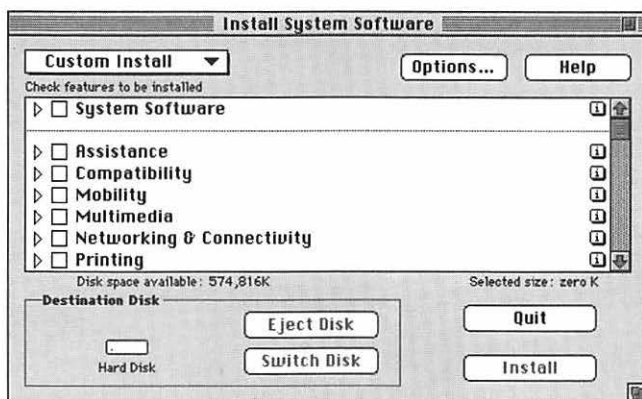 Install System Software
Custom Install
Options...
Help
Check features to be installed
System Software
Assistance
Compatibility
Mobility
Multimedia
Networking & Connectivity
Printing
Disk space available: 574,816K
Selected size: zero K
Destination Disk
Eject Disk
Quit
Hard Disk
Switch Disk
Install